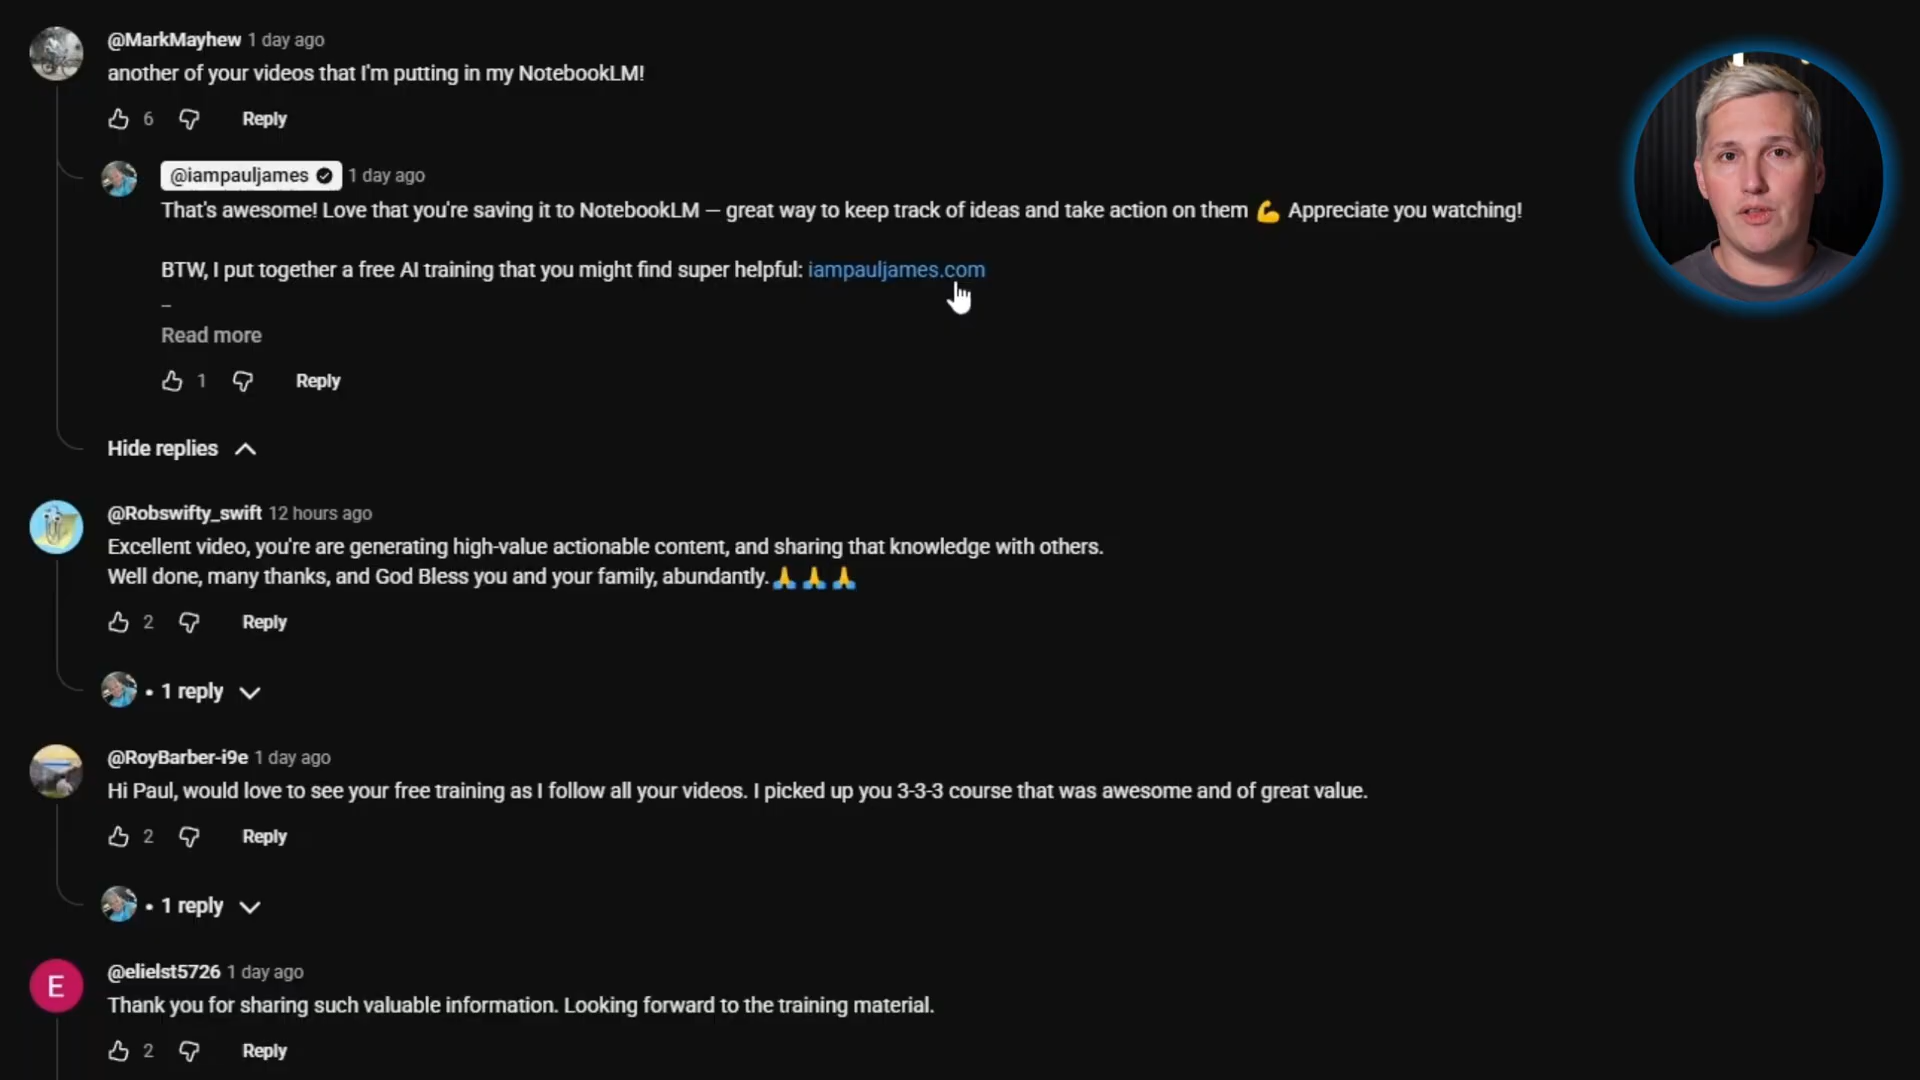 @MarkMayhew 1 day ago
another of your videos that I'm putting in my NotebookLM!
6 Reply
@iampauljames 1 day ago
That's awesome! Love that you're saving it to NotebookLM — great way to keep track of ideas and take action on them 💪 Appreciate you watching!
BTW, I put together a free AI training that you might find super helpful: iampauljames.com
–
Read more
1 Reply
Hide replies
@Robswifty_swift 12 hours ago
Excellent video, you're are generating high-value actionable content, and sharing that knowledge with others.
Well done, many thanks, and God Bless you and your family, abundantly.🙏🙏🙏
2 Reply
• 1 reply
@RoyBarber-i9e 1 day ago
Hi Paul, would love to see your free training as I follow all your videos. I picked up you 3-3-3 course that was awesome and of great value.
2 Reply
• 1 reply
E
@elielst5726 1 day ago
Thank you for sharing such valuable information. Looking forward to the training material.
2 Reply